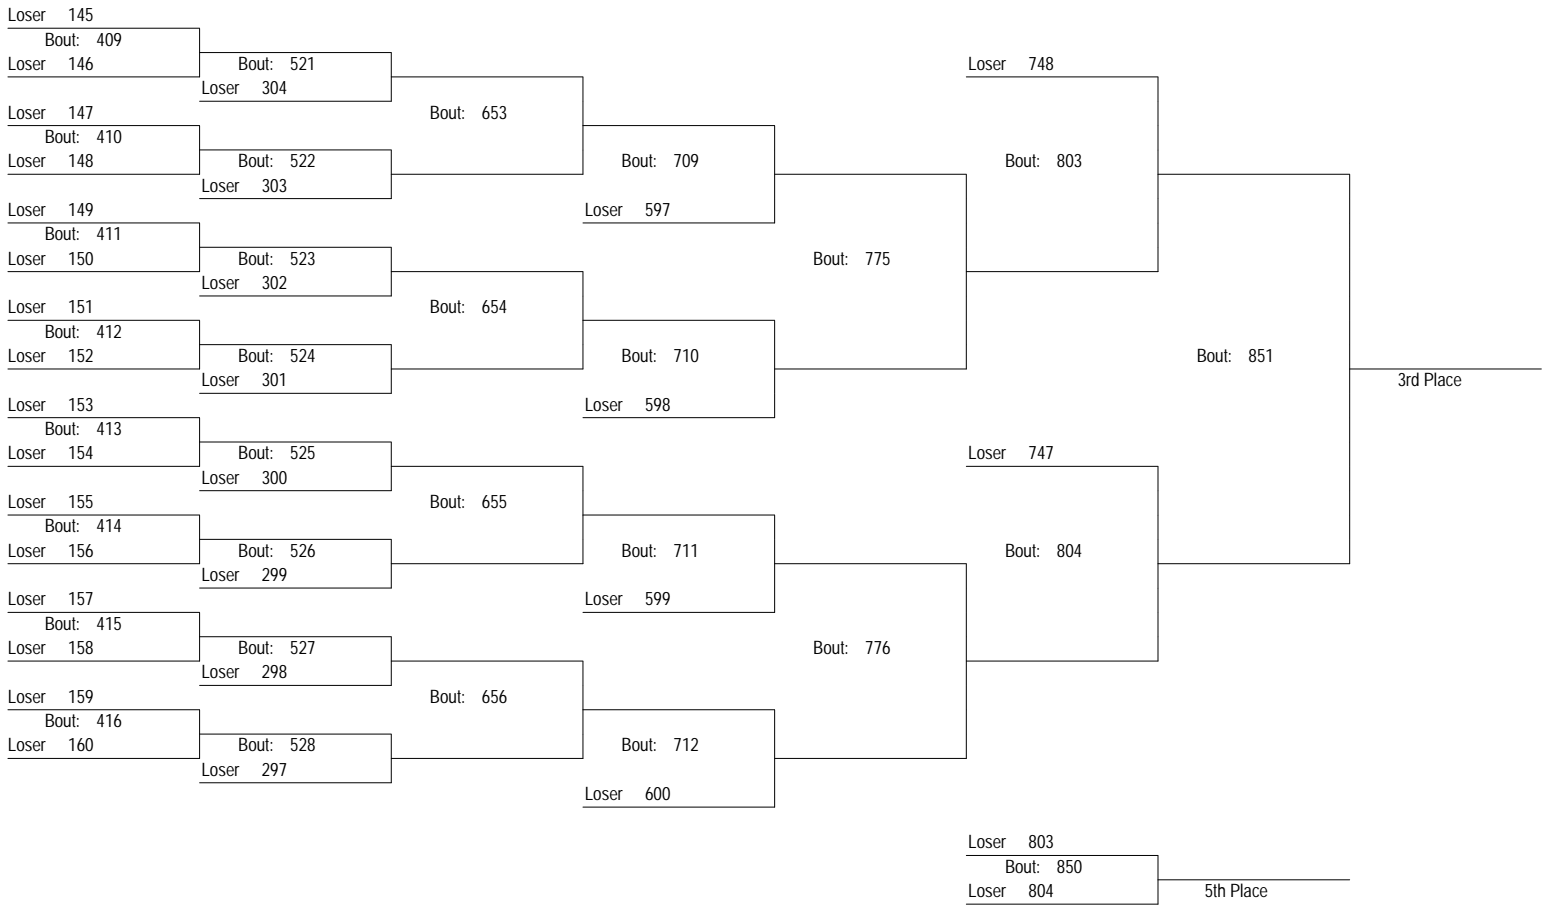 Loser 145
Bout: 409
Loser 146
Bout: 521
Loser 748
Loser 304
Loser 147
Bout: 653
Bout: 410
Loser 148
Bout: 522
Bout: 709
Bout: 803
Loser 303
Loser 149
Loser 597
Bout: 411
Loser 150
Bout: 523
Bout: 775
Loser 302
Loser 151
Bout: 654
Bout: 412
Loser 152
Bout: 524
Bout: 710
Bout: 851
Loser 301
3rd Place
Loser 153
Loser 598
Bout: 413
Loser 154
Bout: 525
Loser 747
Loser 300
Loser 155
Bout: 655
Bout: 414
Loser 156
Bout: 526
Bout: 711
Bout: 804
Loser 299
Loser 157
Loser 599
Bout: 415
Loser 158
Bout: 527
Bout: 776
Loser 298
Loser 159
Bout: 656
Bout: 416
Loser 160
Bout: 528
Bout: 712
Loser 297
Loser 600
Loser 803
Bout: 850
Loser 804
5th Place